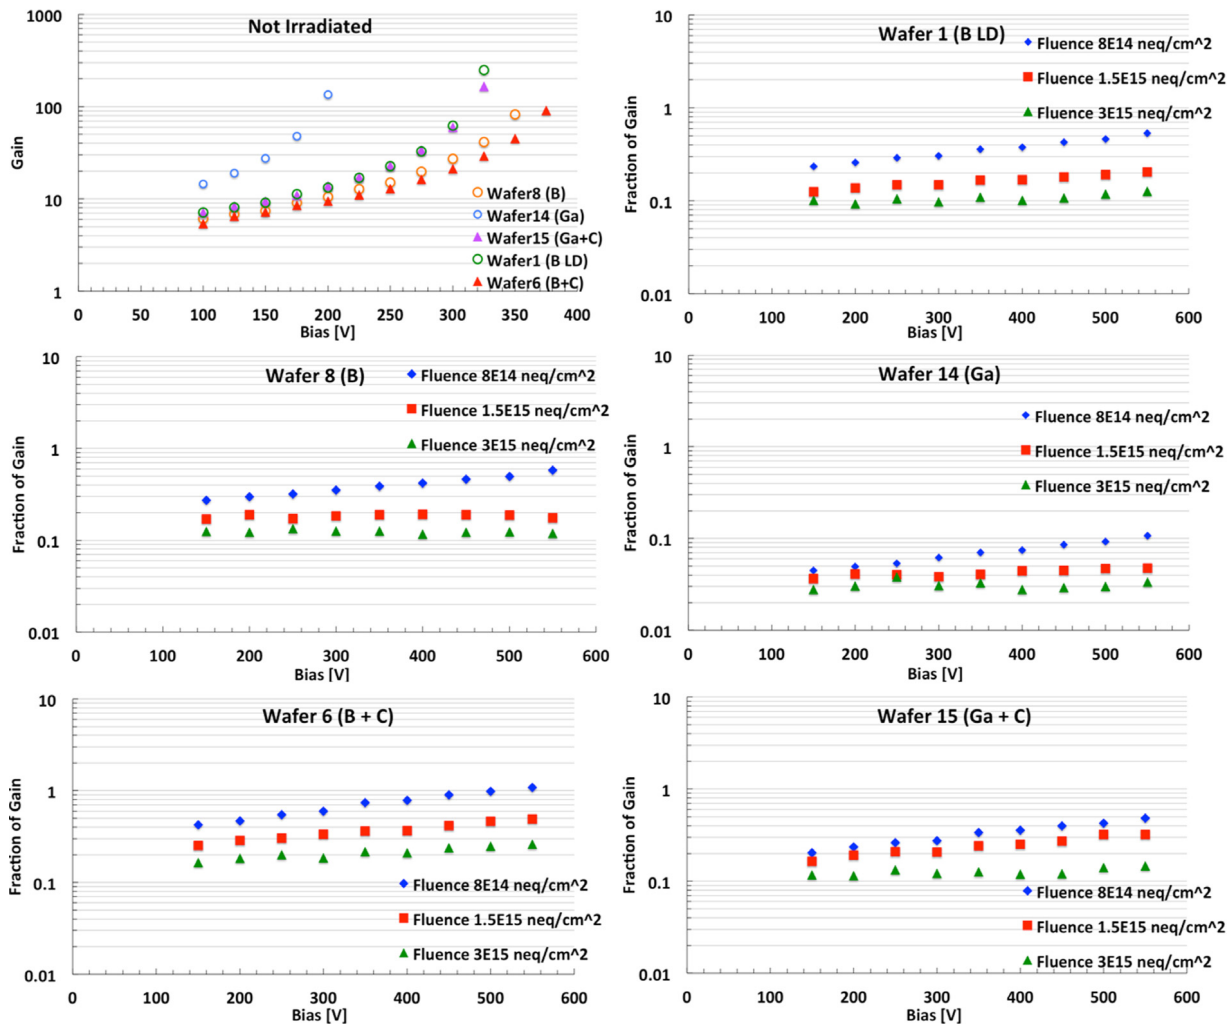 Not Irradiated
Gain
1000
100
10
1
Wafer8 (B)
Wafer14 (Ga)
Wafer15 (Ga+C)
Wafer1 (B LD)
Wafer6 (B+C)
0 50 100 150 200 250 300 350 400
Bias [V]
Wafer 1 (B LD)
Fraction of Gain
10
1
0.1
0.01
Fluence 8E14 neq/cm^2
Fluence 1.5E15 neq/cm^2
Fluence 3E15 neq/cm^2
0 100 200 300 400 500 600
Bias [V]
Wafer 8 (B)
Fraction of Gain
10
1
0.1
0.01
Fluence 8E14 neq/cm^2
Fluence 1.5E15 neq/cm^2
Fluence 3E15 neq/cm^2
0 100 200 300 400 500 600
Bias [V]
Wafer 14 (Ga)
Fraction of Gain
10
1
0.1
0.01
Fluence 8E14 neq/cm^2
Fluence 1.5E15 neq/cm^2
Fluence 3E15 neq/cm^2
0 100 200 300 400 500 600
Bias [V]
Wafer 6 (B + C)
Fraction of Gain
10
1
0.1
0.01
Fluence 8E14 neq/cm^2
Fluence 1.5E15 neq/cm^2
Fluence 3E15 neq/cm^2
0 100 200 300 400 500 600
Bias [V]
Wafer 15 (Ga + C)
Fraction of Gain
10
1
0.1
0.01
Fluence 8E14 neq/cm^2
Fluence 1.5E15 neq/cm^2
Fluence 3E15 neq/cm^2
0 100 200 300 400 500 600
Bias [V]